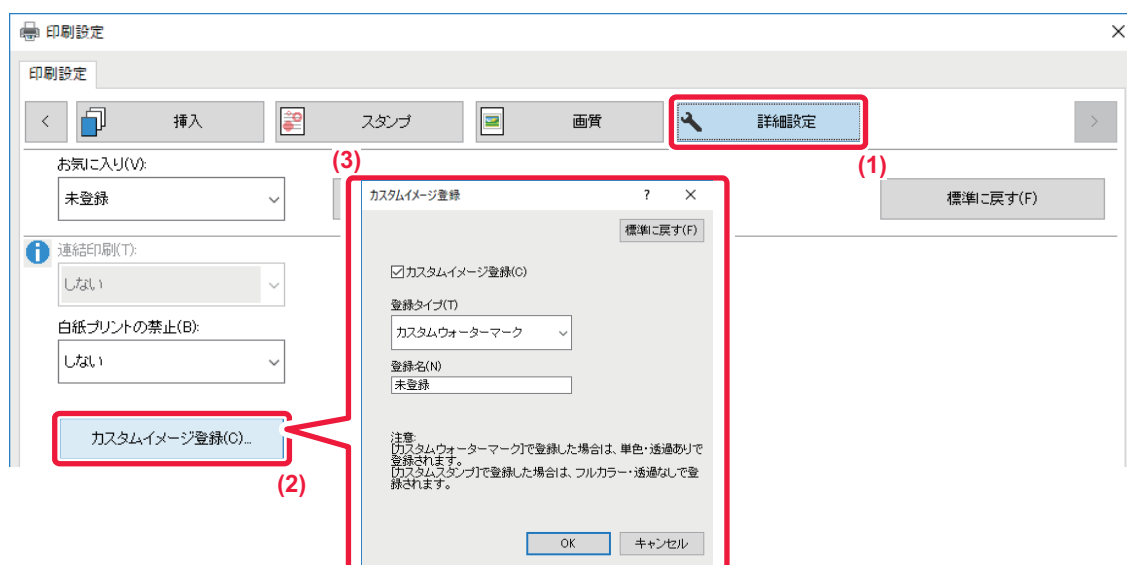 印刷設定
印刷設定
挿入
スタンプ
画質
詳細設定
(1)
お気に入り(V):
未登録
標準に戻す(F)
連結印刷(T):
しない
白紙プリントの禁止(B):
しない
カスタムイメージ登録(C)...
(2)
(3)
カスタムイメージ登録
標準に戻す(F)
カスタムイメージ登録(C)
登録タイプ(T)
カスタムウォーターマーク
登録名(N)
未登録
注意:
[カスタムウォーターマーク]で登録した場合は、単色・透過ありで
登録されます。
[カスタムスタンプ]で登録した場合は、フルカラー・透過なしで登
録されます。
OK
キャンセル